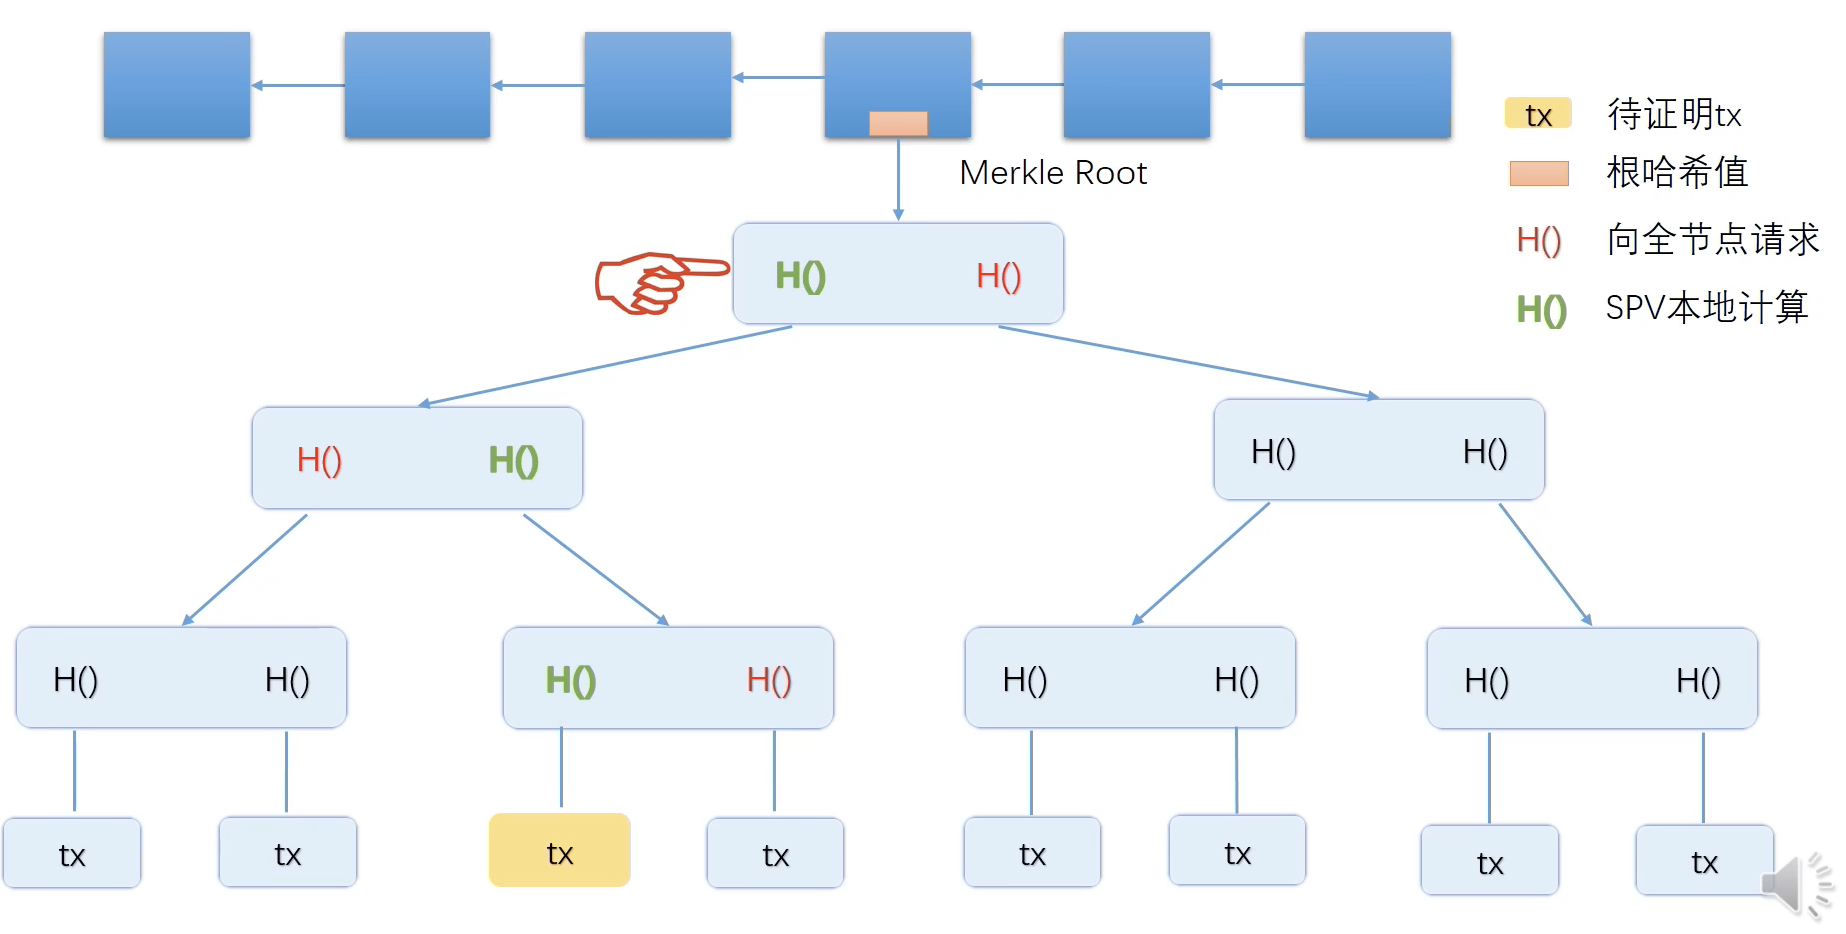 tx 待证明tx
Merkle Root
根哈希值
H() 向全节点请求
H() H()
H() SPV本地计算
H() H() H() H()
H() H() H() H() H() H() H() H()
tx tx tx tx tx tx tx tx